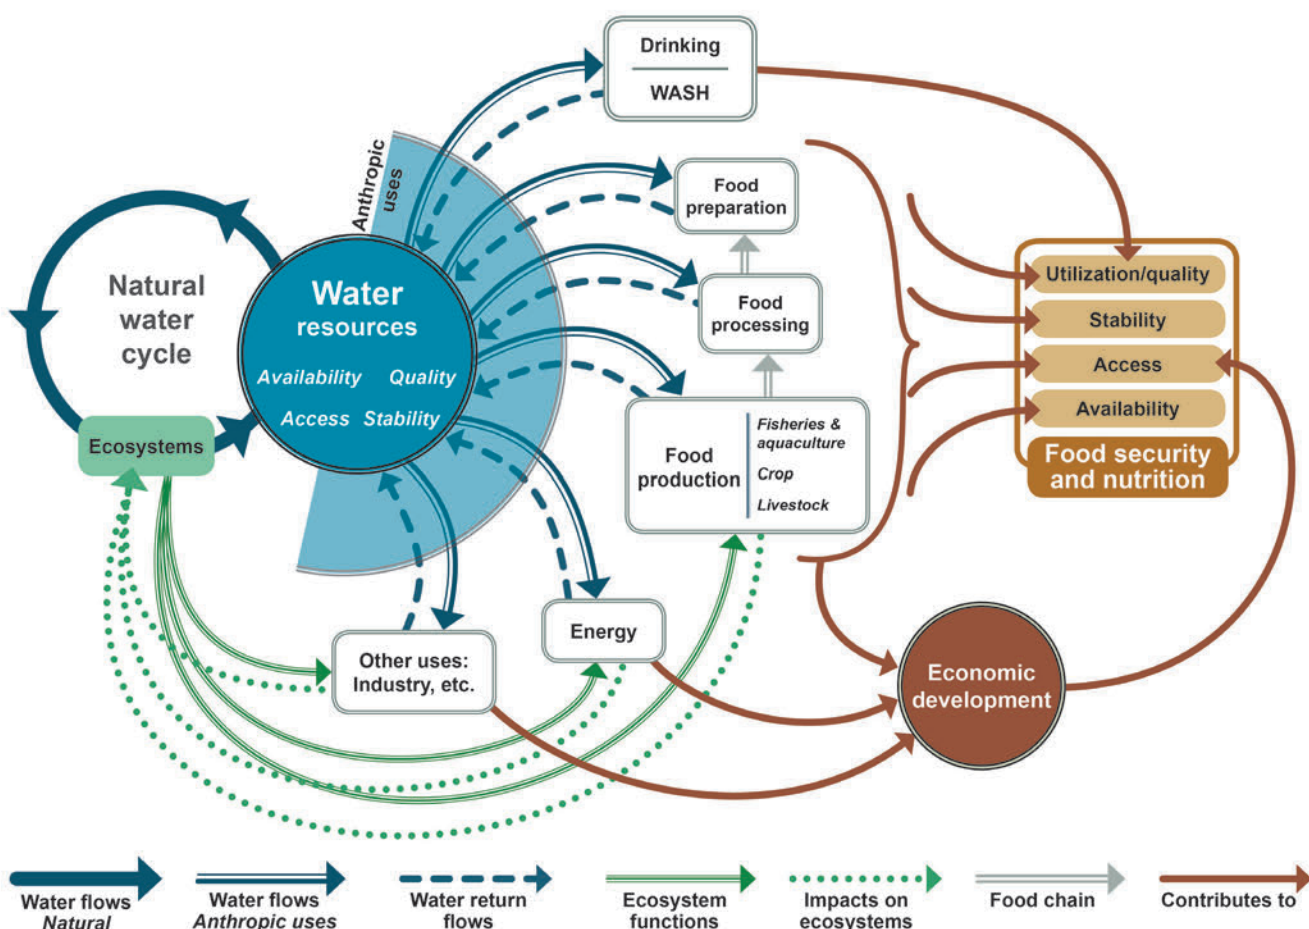 Drinking
WASH
Anthropic
uses
Food
preparation
Natural
water
cycle
Water
resources
Availability Quality
Access Stability
Food
processing
Utilization/quality
Stability
Access
Availability
Food security
and nutrition
Ecosystems
Food
production
Fisheries &
aquaculture
Crop
Livestock
Energy
Other uses:
Industry, etc.
Economic
development
Water flows
Natural
Water flows
Anthropic uses
Water return
flows
Ecosystem
functions
Impacts on
ecosystems
Food chain
Contributes to